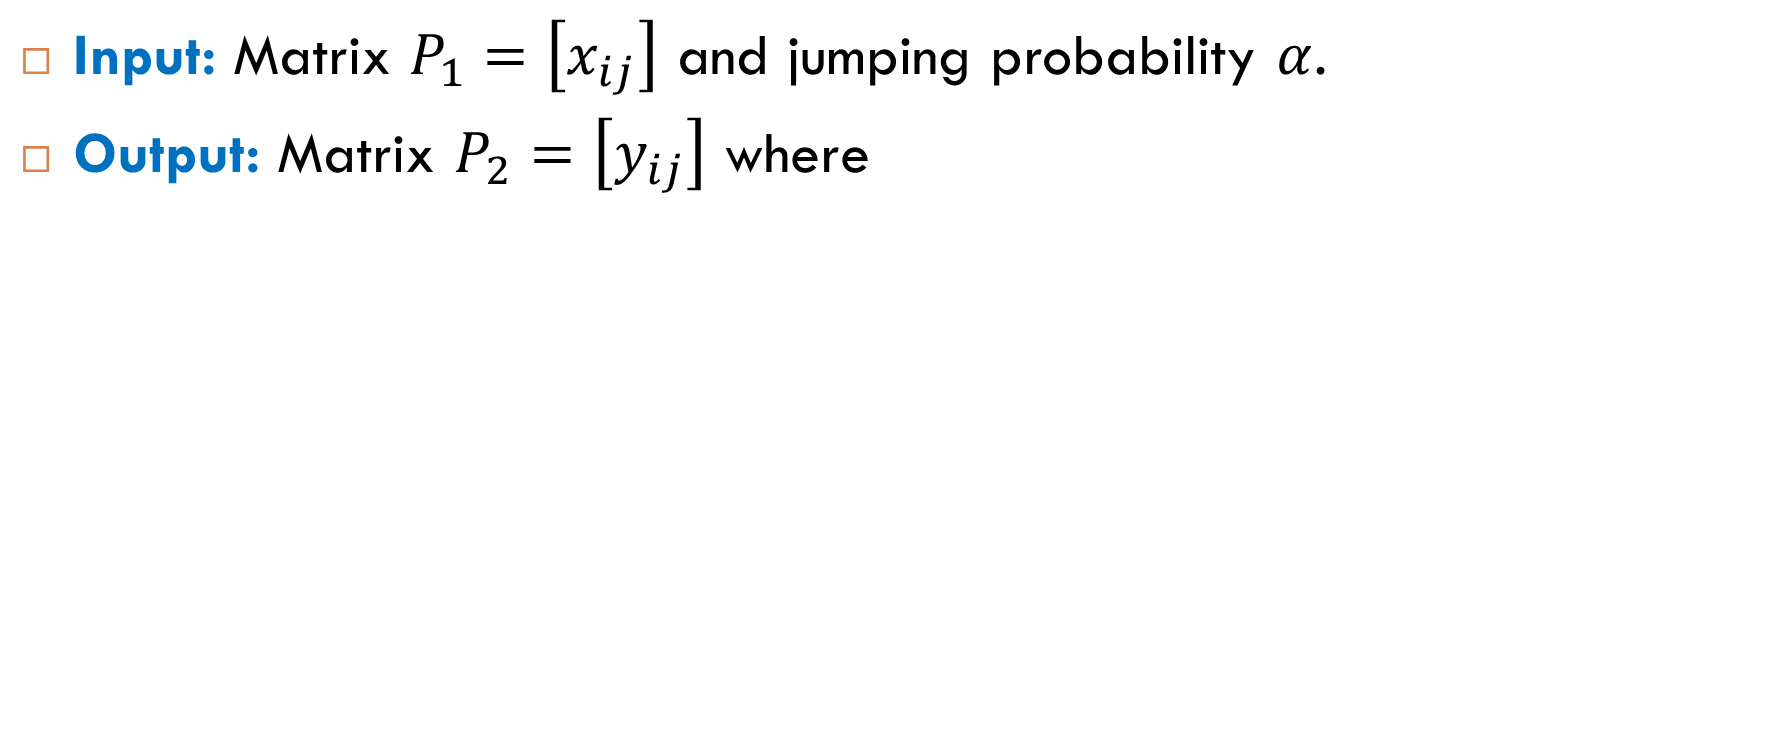 □ Input: Matrix P₁ = [xᵢⱼ] and jumping probability α.
□ Output: Matrix P₂ = [yᵢⱼ] where